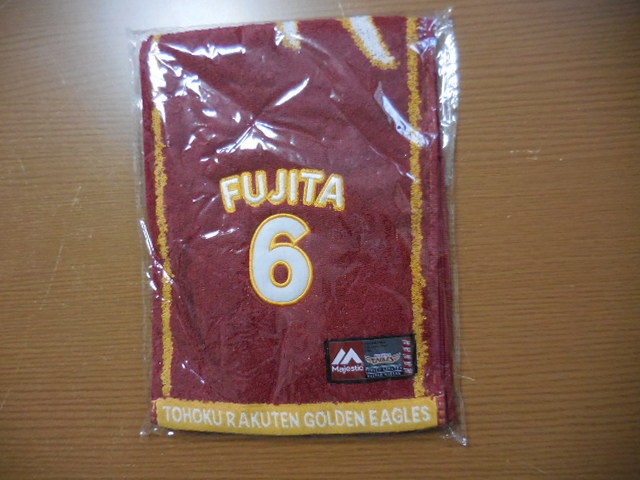 FUJITA
6
Majestic
TOHOKU RAKUTEN GOLDEN EAGLES